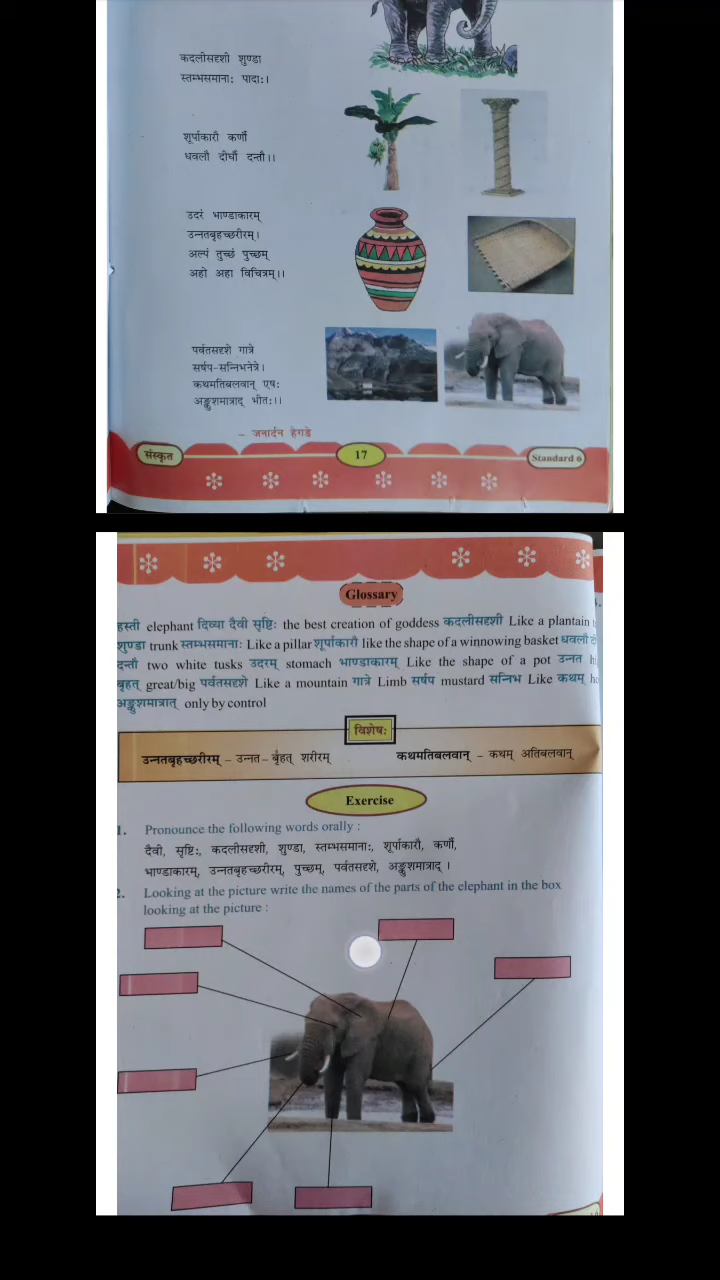 कदलीसदृशी शुण्डा
स्तम्भसमानाः पादाः।
शूर्पाकारौ कर्णौ
धवलौ दीर्घौ दन्तौ।।
उदरं भाण्डाकारम्
उन्नतबृहच्छरीरम्।
अल्पं तुच्छं पुच्छम्
अहो अहा विचित्रम्।।
पर्वतसदृशे गात्रे
सर्षप-सन्निभनेत्रे।
कथमतिबलवान् एषः
अङ्कुशमात्राद् भीतः।।
– जनार्दन हेगडे
संस्कृत
17
Standard 6
Glossary
हस्ती elephant दिव्या दैवी सृष्टिः the best creation of goddess कदलीसदृशी Like a plantain
शुण्डा trunk स्तम्भसमानाः Like a pillar शूर्पाकारौ like the shape of a winnowing basket धवलौ
दन्तौ two white tusks उदरम् stomach भाण्डाकारम् Like the shape of a pot उन्नत
बृहत् great/big पर्वतसदृशे Like a mountain गात्रे Limb सर्षप mustard सन्निभ Like कथम्
अङ्कुशमात्रात् only by control
विशेषः
उन्नतबृहच्छरीरम् – उन्नत – बृहत् शरीरम् कथमतिबलवान् – कथम् अतिबलवान्
Exercise
1. Pronounce the following words orally :
दैवी, सृष्टिः, कदलीसदृशी, शुण्डा, स्तम्भसमानाः, शूर्पाकारौ, कर्णौ,
भाण्डाकारम्, उन्नतबृहच्छरीरम्, पुच्छम्, पर्वतसदृशे, अङ्कुशमात्राद् ।
2. Looking at the picture write the names of the parts of the elephant in the box
looking at the picture :